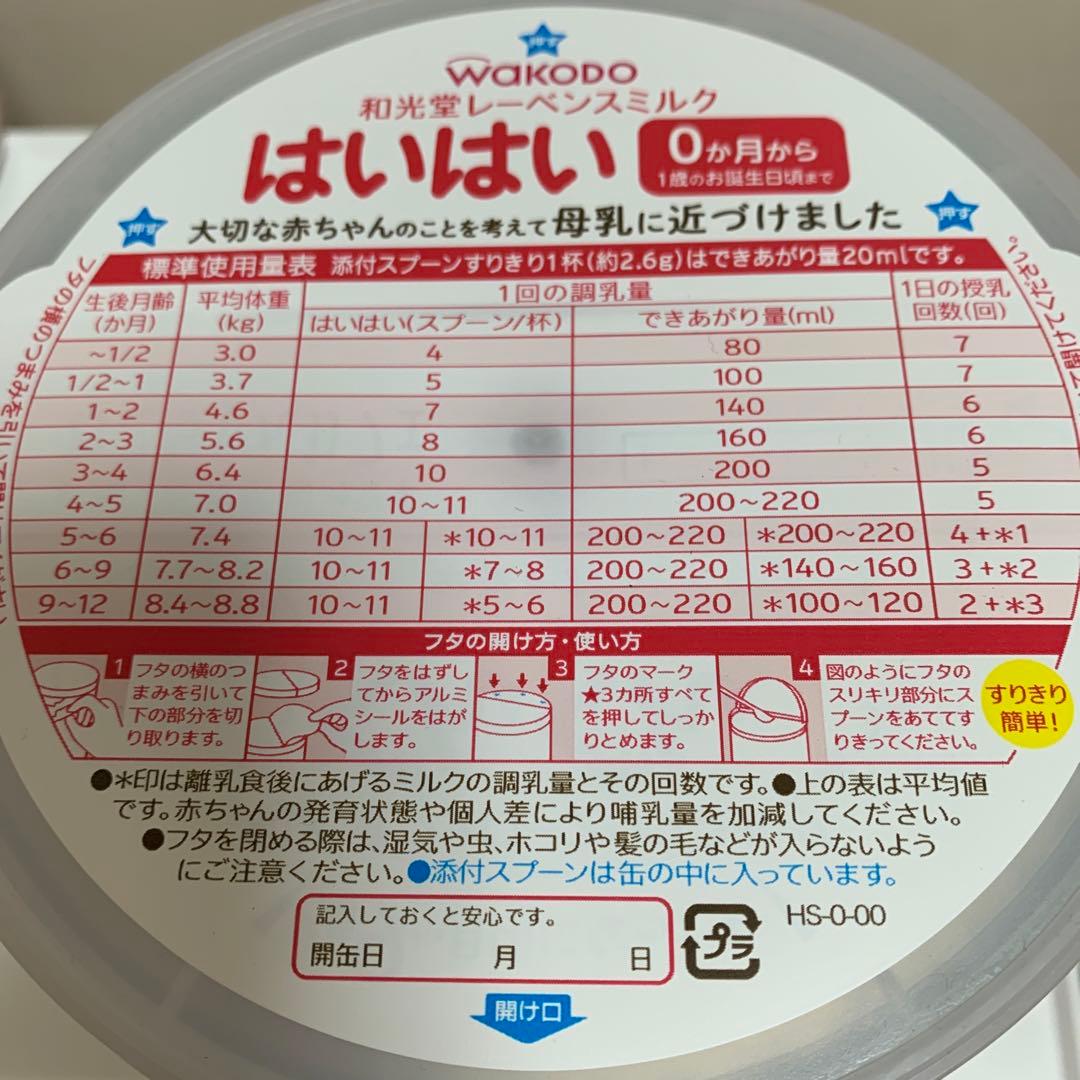 押す
WAKODO
和光堂レーベンスミルク
はいはい
0か月から
1歳のお誕生日頃まで
押す
大切な赤ちゃんのことを考えて母乳に近づけました
押す
標準使用量表 添付スプーンすりきり1杯(約2.6g)はできあがり量20mlです。
生後月齢(か月) 平均体重(kg) 1回の調乳量 1日の授乳回数(回)
はいはい(スプーン/杯) できあがり量(ml)
~1/2 3.0 4 80 7
1/2~1 3.7 5 100 7
1~2 4.6 7 140 6
2~3 5.6 8 160 6
3~4 6.4 10 200 5
4~5 7.0 10~11 200~220 5
5~6 7.4 10~11 *10~11 200~220 *200~220 4+*1
6~9 7.7~8.2 10~11 *7~8 200~220 *140~160 3+*2
9~12 8.4~8.8 10~11 *5~6 200~220 *100~120 2+*3
フタの開け方・使い方
1 フタの横のつ
まみを引いて
下の部分を切
り取ります。
2 フタをはずし
てからアルミ
シールをはが
します。
3 フタのマーク
★3カ所すべて
を押してしっか
りとめます。
4 図のようにフタの
スリキリ部分にス
プーンをあててす
りきってください。
すりきり
簡単!
●*印は離乳食後にあげるミルクの調乳量とその回数です。●上の表は平均値
です。赤ちゃんの発育状態や個人差により哺乳量を加減してください。
●フタを閉める際は、湿気や虫、ホコリや髪の毛などが入らないよう
にご注意ください。●添付スプーンは缶の中に入っています。
記入しておくと安心です。
開缶日 月 日
プラ
HS-0-00
開け口
フタの横のつまみを引いて
開けてください。